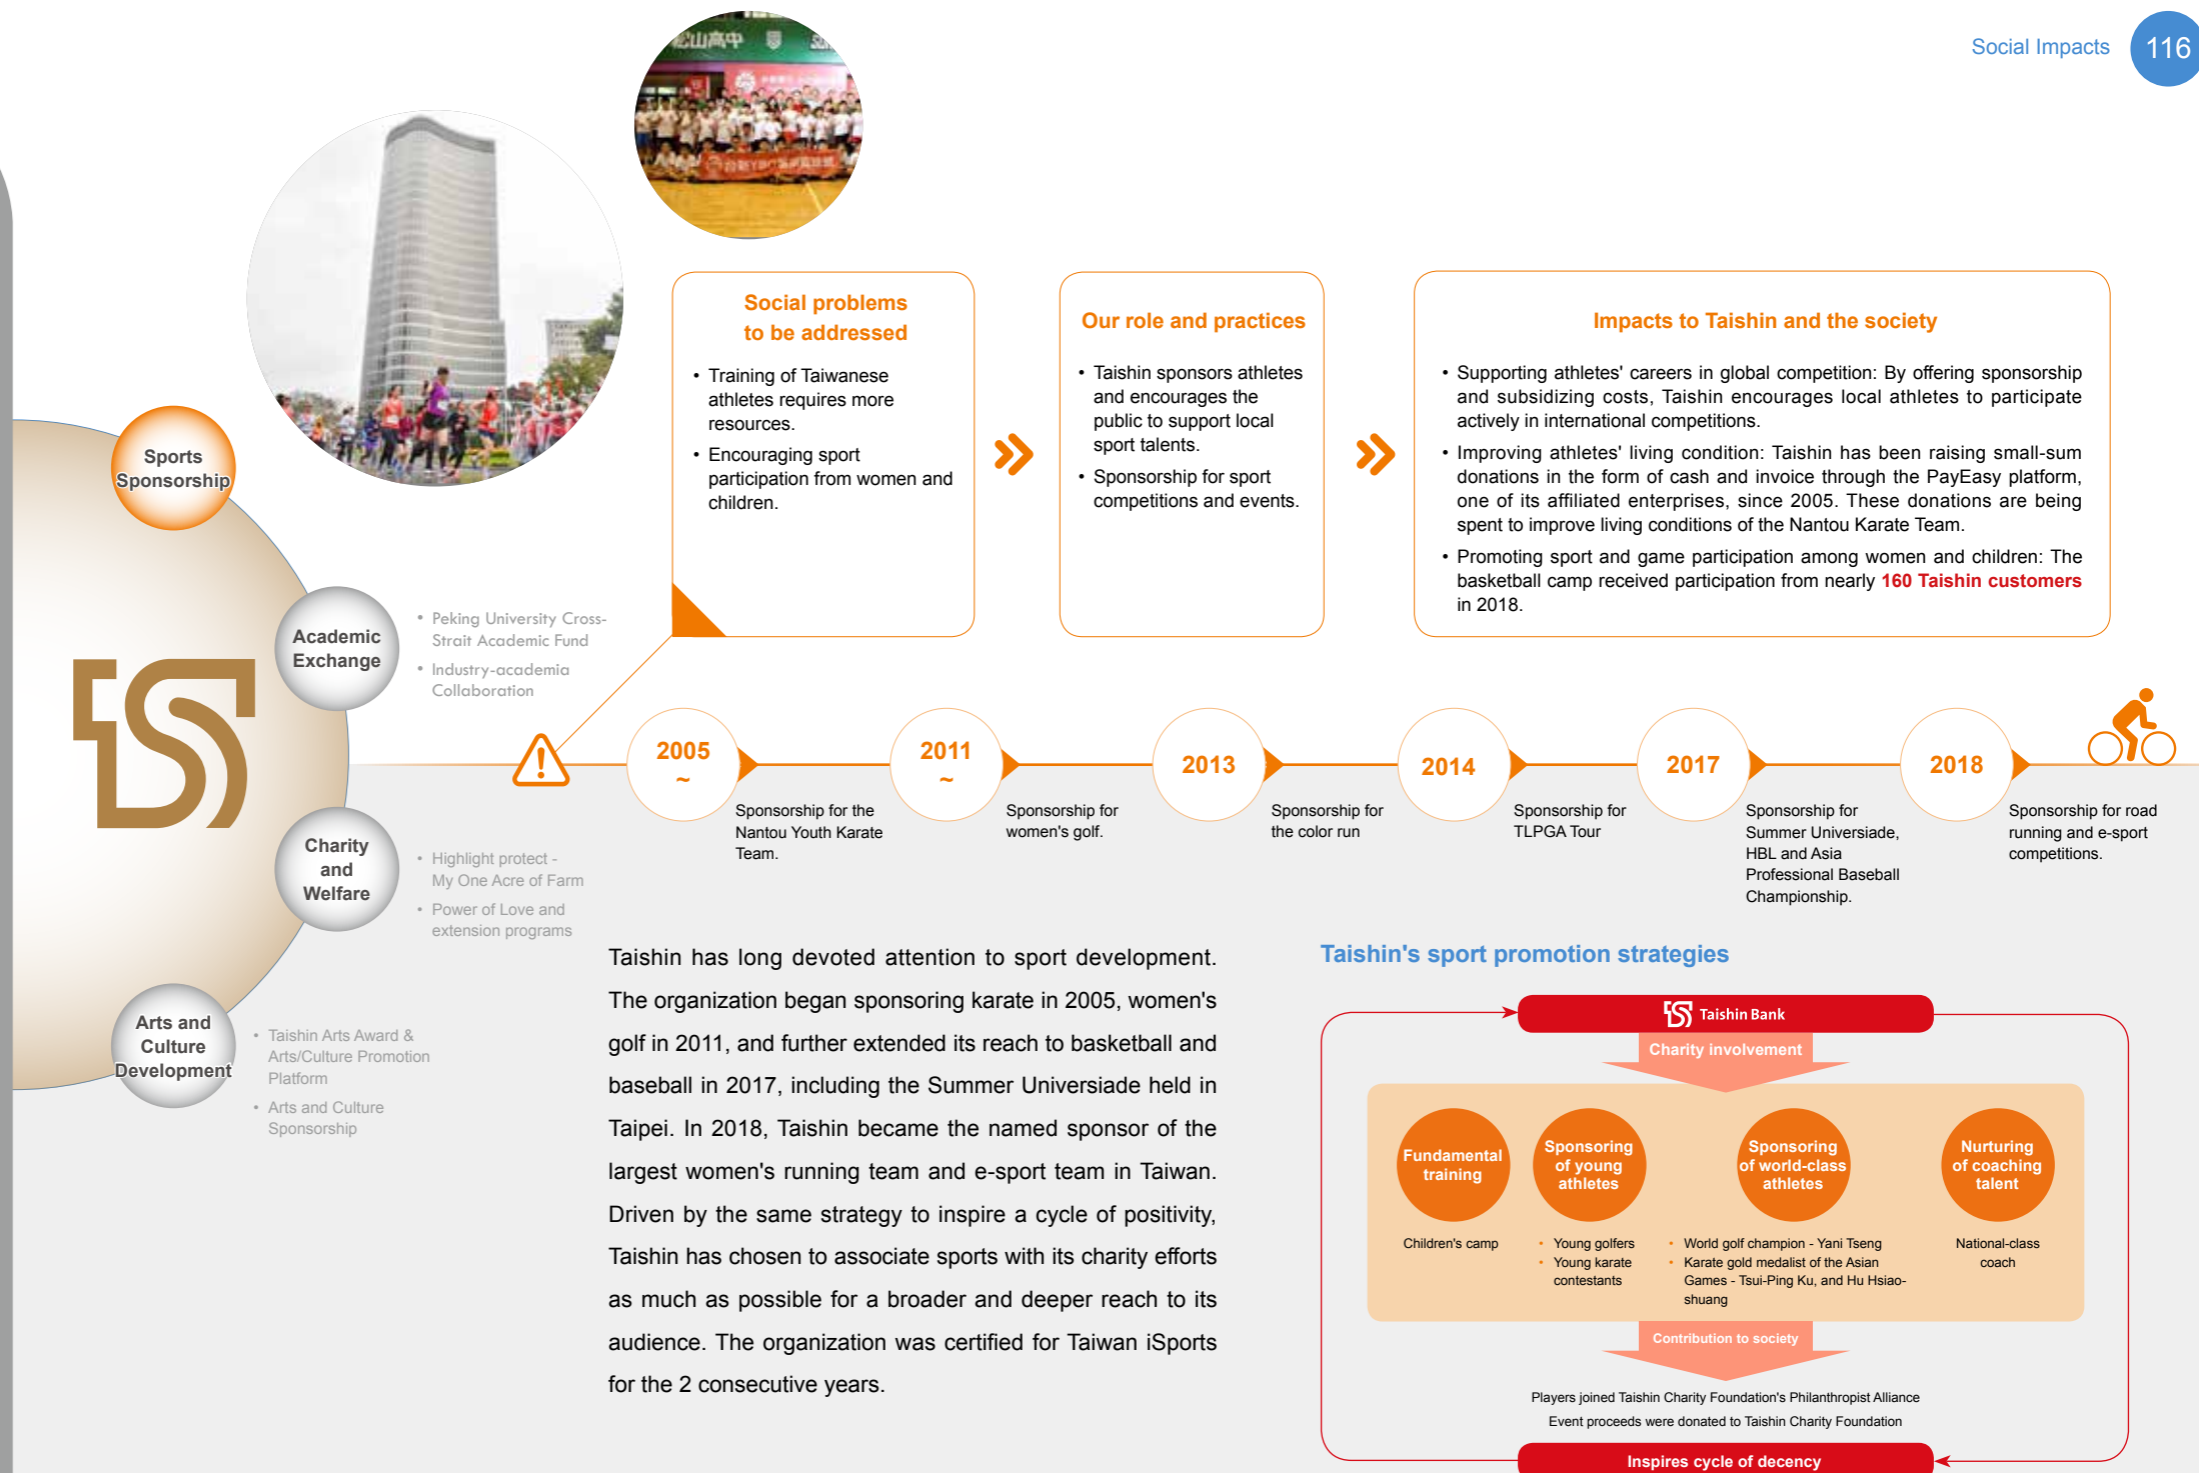 Social Impacts 116
松山高中
Social problems
to be addressed
• Training of Taiwanese
athletes requires more
resources.
• Encouraging sport
participation from women and
children.
Our role and practices
• Taishin sponsors athletes
and encourages the
public to support local
sport talents.
• Sponsorship for sport
competitions and events.
Impacts to Taishin and the society
• Supporting athletes' careers in global competition: By offering sponsorship
and subsidizing costs, Taishin encourages local athletes to participate
actively in international competitions.
• Improving athletes' living condition: Taishin has been raising small-sum
donations in the form of cash and invoice through the PayEasy platform,
one of its affiliated enterprises, since 2005. These donations are being
spent to improve living conditions of the Nantou Karate Team.
• Promoting sport and game participation among women and children: The
basketball camp received participation from nearly 160 Taishin customers
in 2018.
Sports
Sponsorship
Academic
Exchange
• Peking University Cross-
Strait Academic Fund
• Industry-academia
Collaboration
Charity
and
Welfare
• Highlight protect -
My One Acre of Farm
• Power of Love and
extension programs
Arts and
Culture
Development
• Taishin Arts Award &
Arts/Culture Promotion
Platform
• Arts and Culture
Sponsorship
2005
~
Sponsorship for the
Nantou Youth Karate
Team.
2011
~
Sponsorship for
women's golf.
2013
Sponsorship for
the color run
2014
Sponsorship for
TLPGA Tour
2017
Sponsorship for
Summer Universiade,
HBL and Asia
Professional Baseball
Championship.
2018
Sponsorship for road
running and e-sport
competitions.
Taishin has long devoted attention to sport development.
The organization began sponsoring karate in 2005, women's
golf in 2011, and further extended its reach to basketball and
baseball in 2017, including the Summer Universiade held in
Taipei. In 2018, Taishin became the named sponsor of the
largest women's running team and e-sport team in Taiwan.
Driven by the same strategy to inspire a cycle of positivity,
Taishin has chosen to associate sports with its charity efforts
as much as possible for a broader and deeper reach to its
audience. The organization was certified for Taiwan iSports
for the 2 consecutive years.
Taishin's sport promotion strategies
Taishin Bank
Charity involvement
Fundamental
training
Children's camp
Sponsoring
of young
athletes
• Young golfers
• Young karate
contestants
Sponsoring
of world-class
athletes
• World golf champion - Yani Tseng
• Karate gold medalist of the Asian
Games - Tsui-Ping Ku, and Hu Hsiao-
shuang
Nurturing
of coaching
talent
National-class
coach
Contribution to society
Players joined Taishin Charity Foundation's Philanthropist Alliance
Event proceeds were donated to Taishin Charity Foundation
Inspires cycle of decency